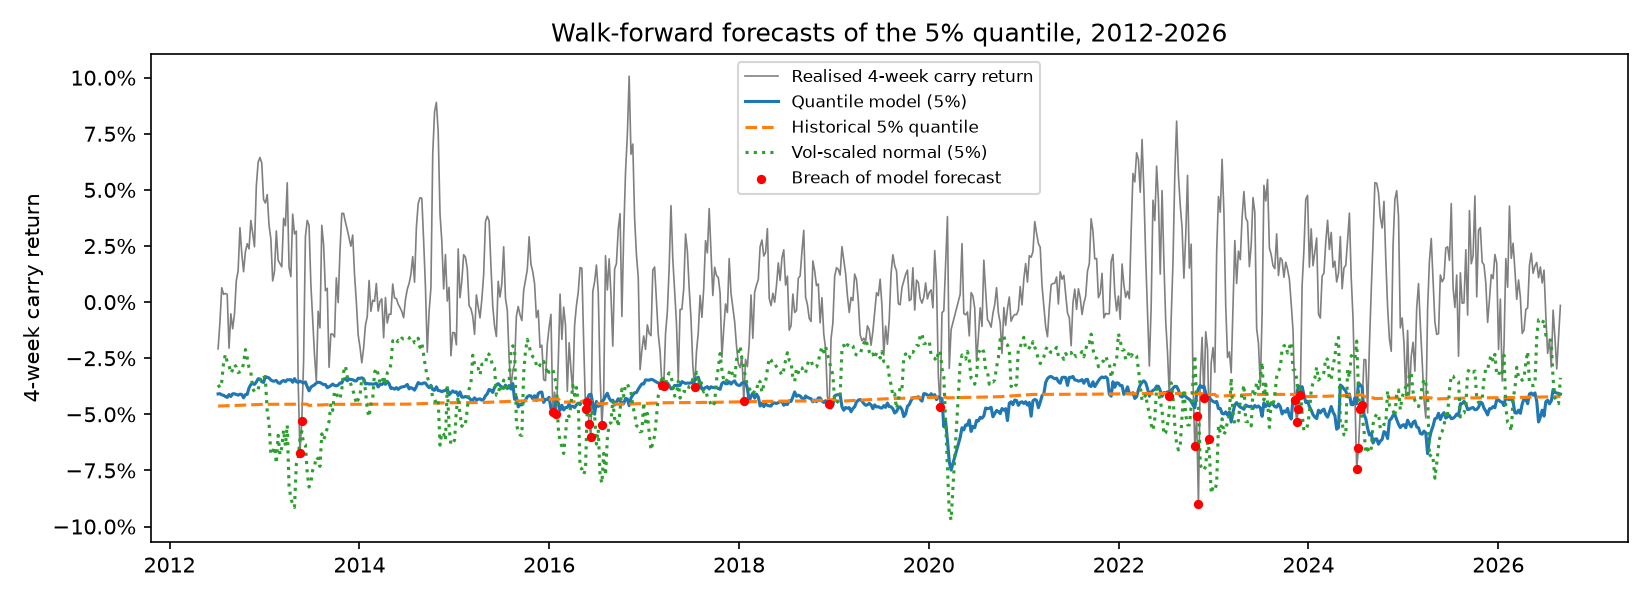 Walk-forward forecasts of the 5% quantile, 2012-2026
4-week carry return
10.0%
7.5%
5.0%
2.5%
0.0%
−2.5%
−5.0%
−7.5%
−10.0%
Realised 4-week carry return
Quantile model (5%)
Historical 5% quantile
Vol-scaled normal (5%)
Breach of model forecast
2012
2014
2016
2018
2020
2022
2024
2026